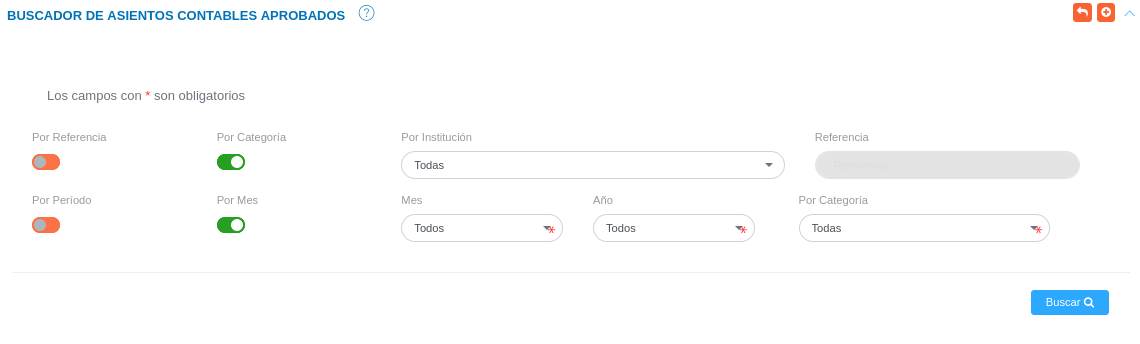 BUSCADOR DE ASIENTOS CONTABLES APROBADOS ?
Los campos con * son obligatorios
Por Referencia Por Categoría Por Institución Referencia
Todas Referencia
Por Período Por Mes Mes Año Por Categoría
Todos * Todos * Todas *
Buscar